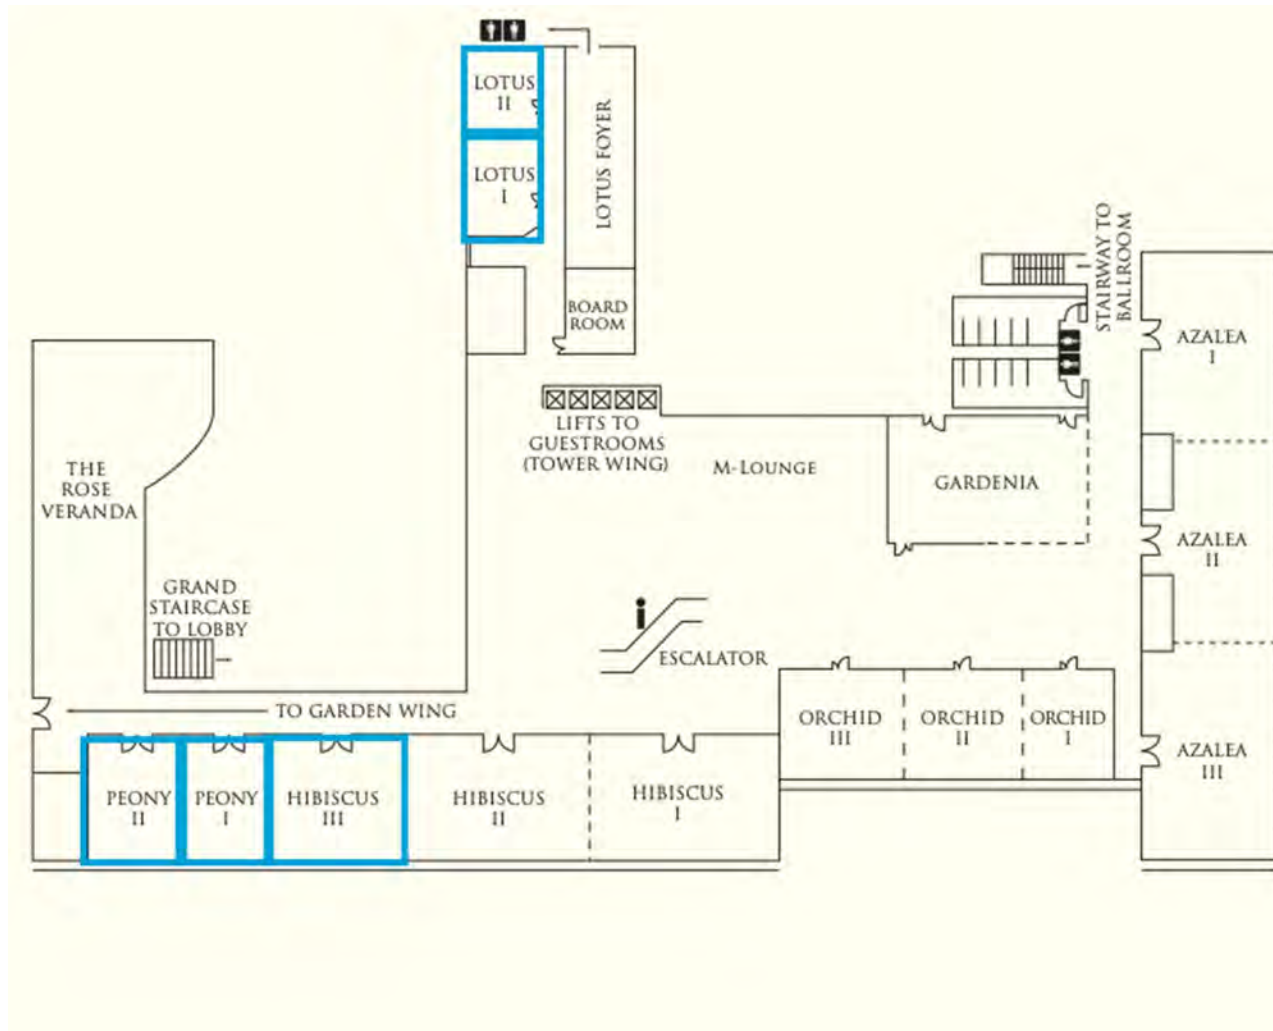 LOTUS
II
LOTUS
I
LOTUS FOYER
BOARD
ROOM
STAIRWAY TO
BALLROOM
AZALEA
I
LIFTS TO
GUESTROOMS
(TOWER WING)
M-LOUNGE
GARDENIA
THE
ROSE
VERANDA
AZALEA
II
GRAND
STAIRCASE
TO LOBBY
i
ESCALATOR
TO GARDEN WING
ORCHID
III
ORCHID
II
ORCHID
I
AZALEA
III
PEONY
II
PEONY
I
HIBISCUS
III
HIBISCUS
II
HIBISCUS
I